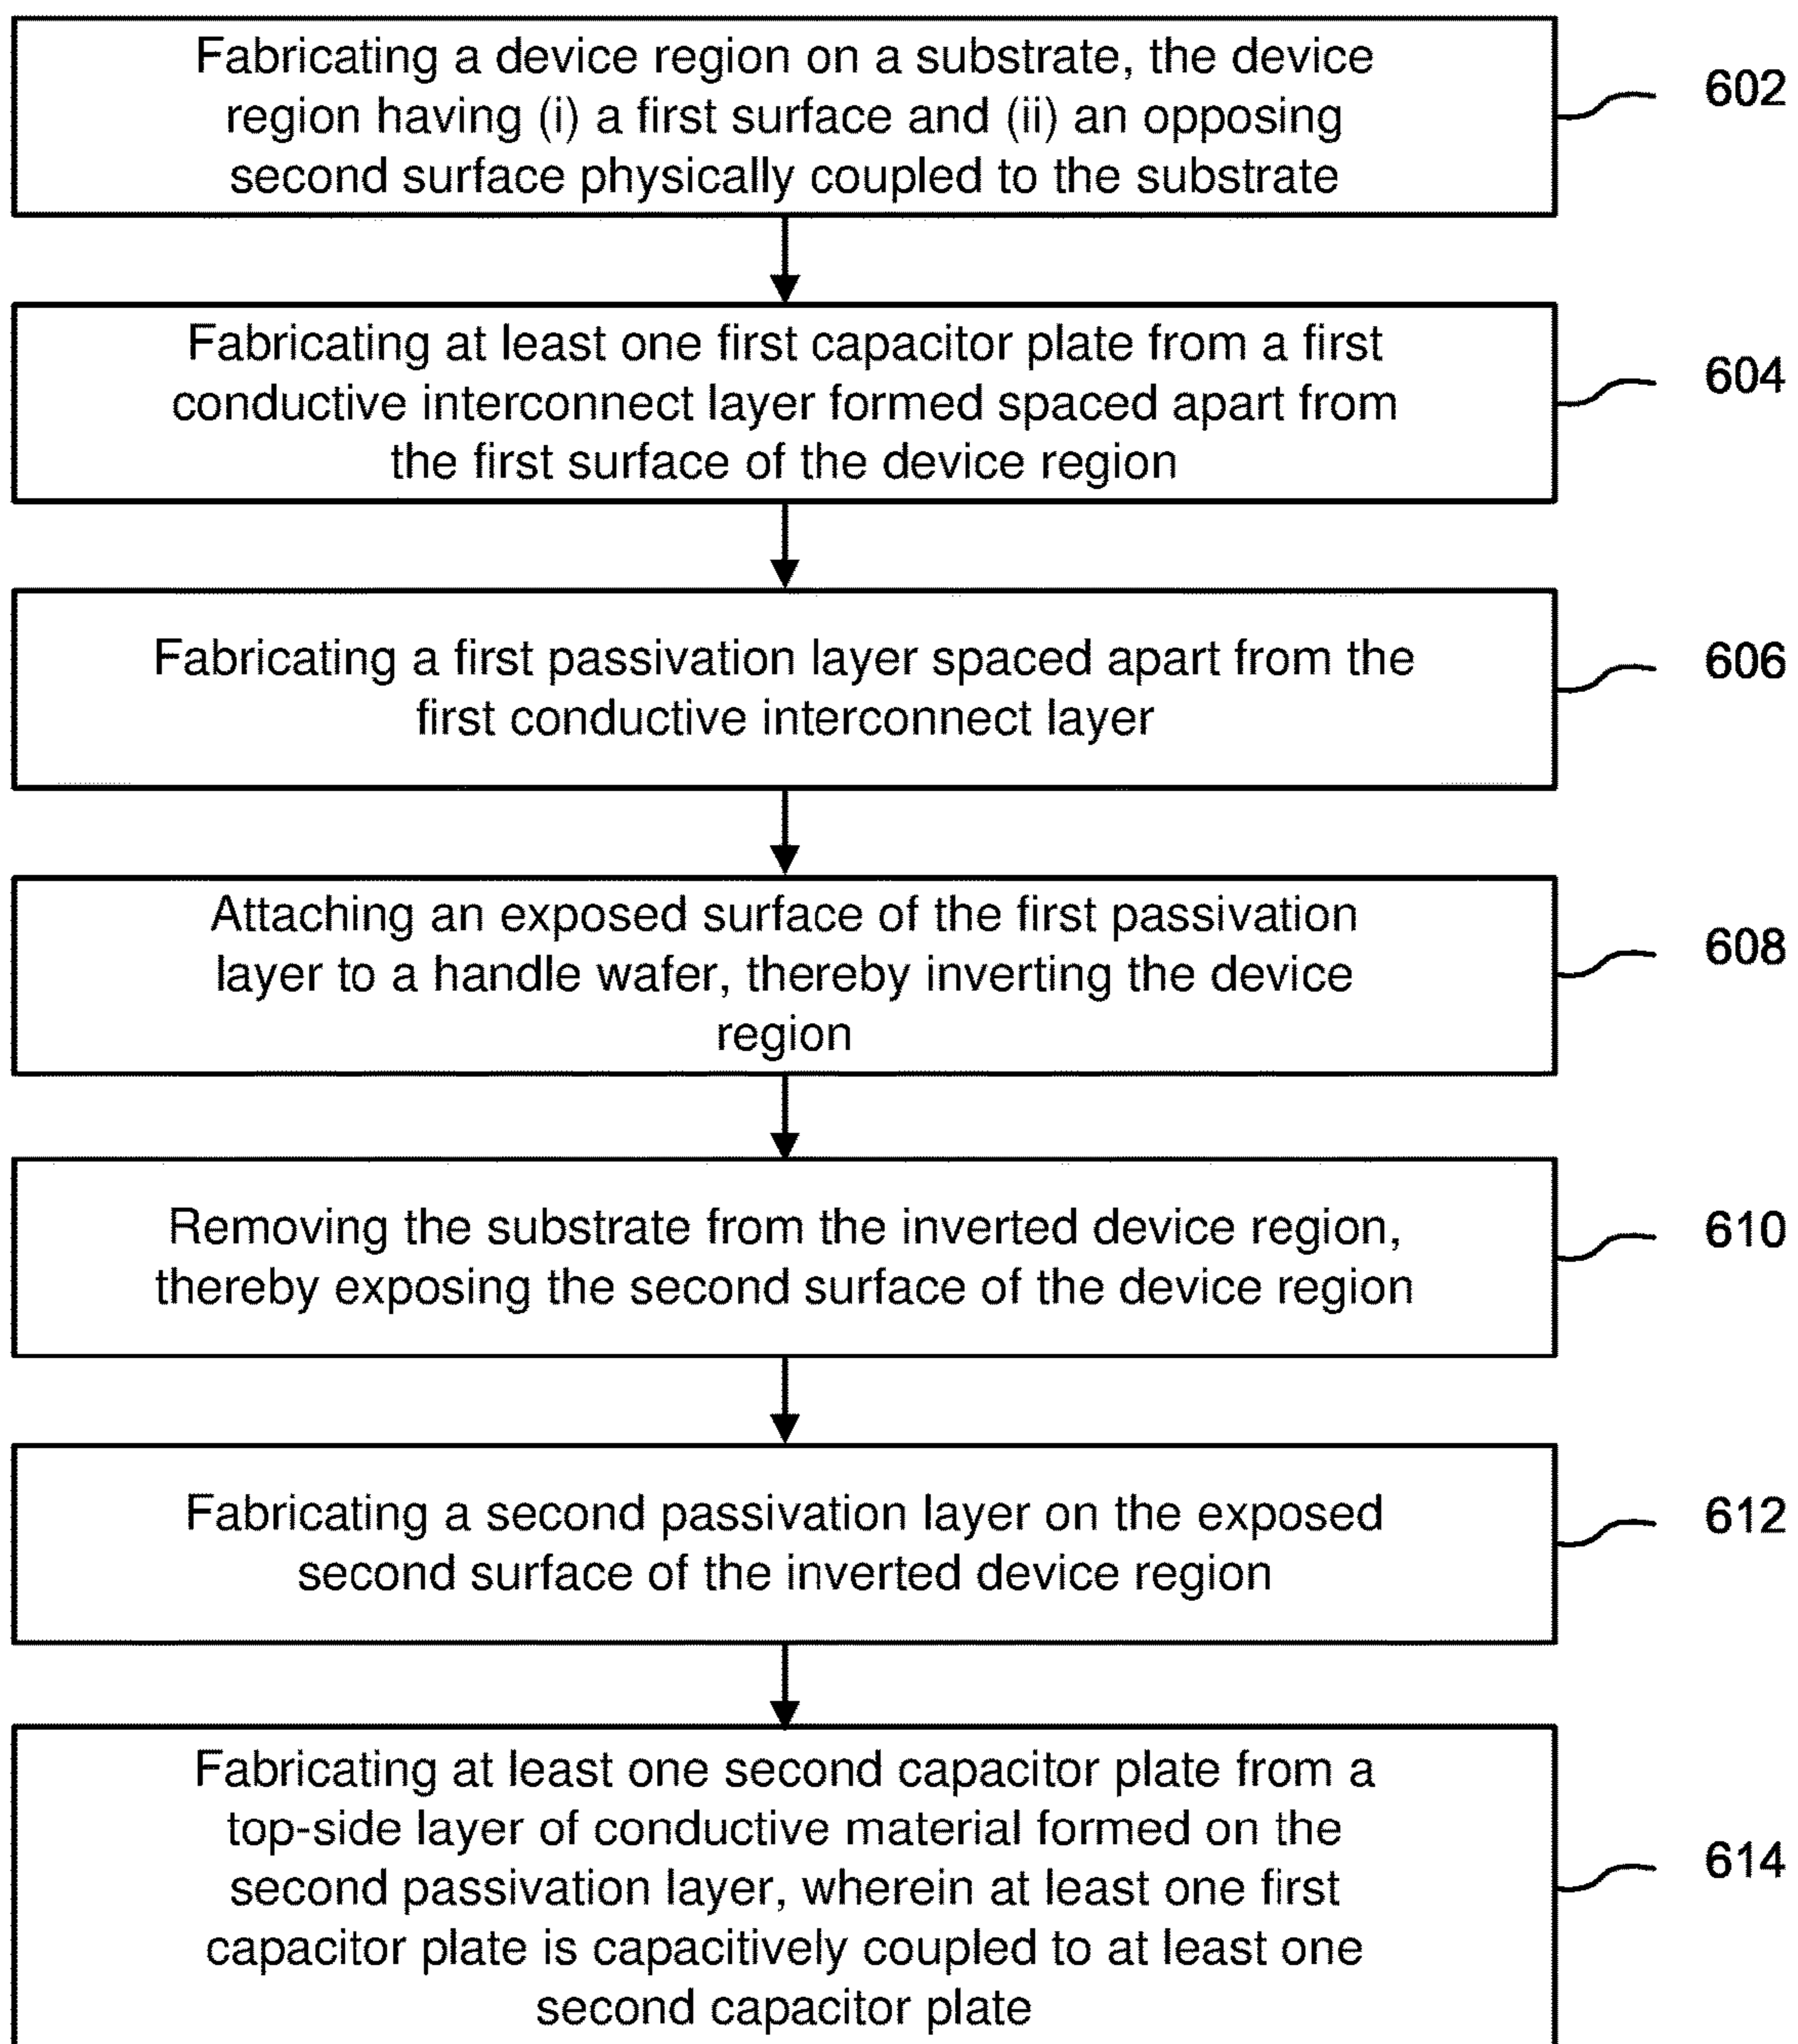 Fabricating a device region on a substrate, the device
region having (i) a first surface and (ii) an opposing
second surface physically coupled to the substrate
602
Fabricating at least one first capacitor plate from a first
conductive interconnect layer formed spaced apart from
the first surface of the device region
604
Fabricating a first passivation layer spaced apart from the
first conductive interconnect layer
606
Attaching an exposed surface of the first passivation
layer to a handle wafer, thereby inverting the device
region
608
Removing the substrate from the inverted device region,
thereby exposing the second surface of the device region
610
Fabricating a second passivation layer on the exposed
second surface of the inverted device region
612
Fabricating at least one second capacitor plate from a
top-side layer of conductive material formed on the
second passivation layer, wherein at least one first
capacitor plate is capacitively coupled to at least one
second capacitor plate
614